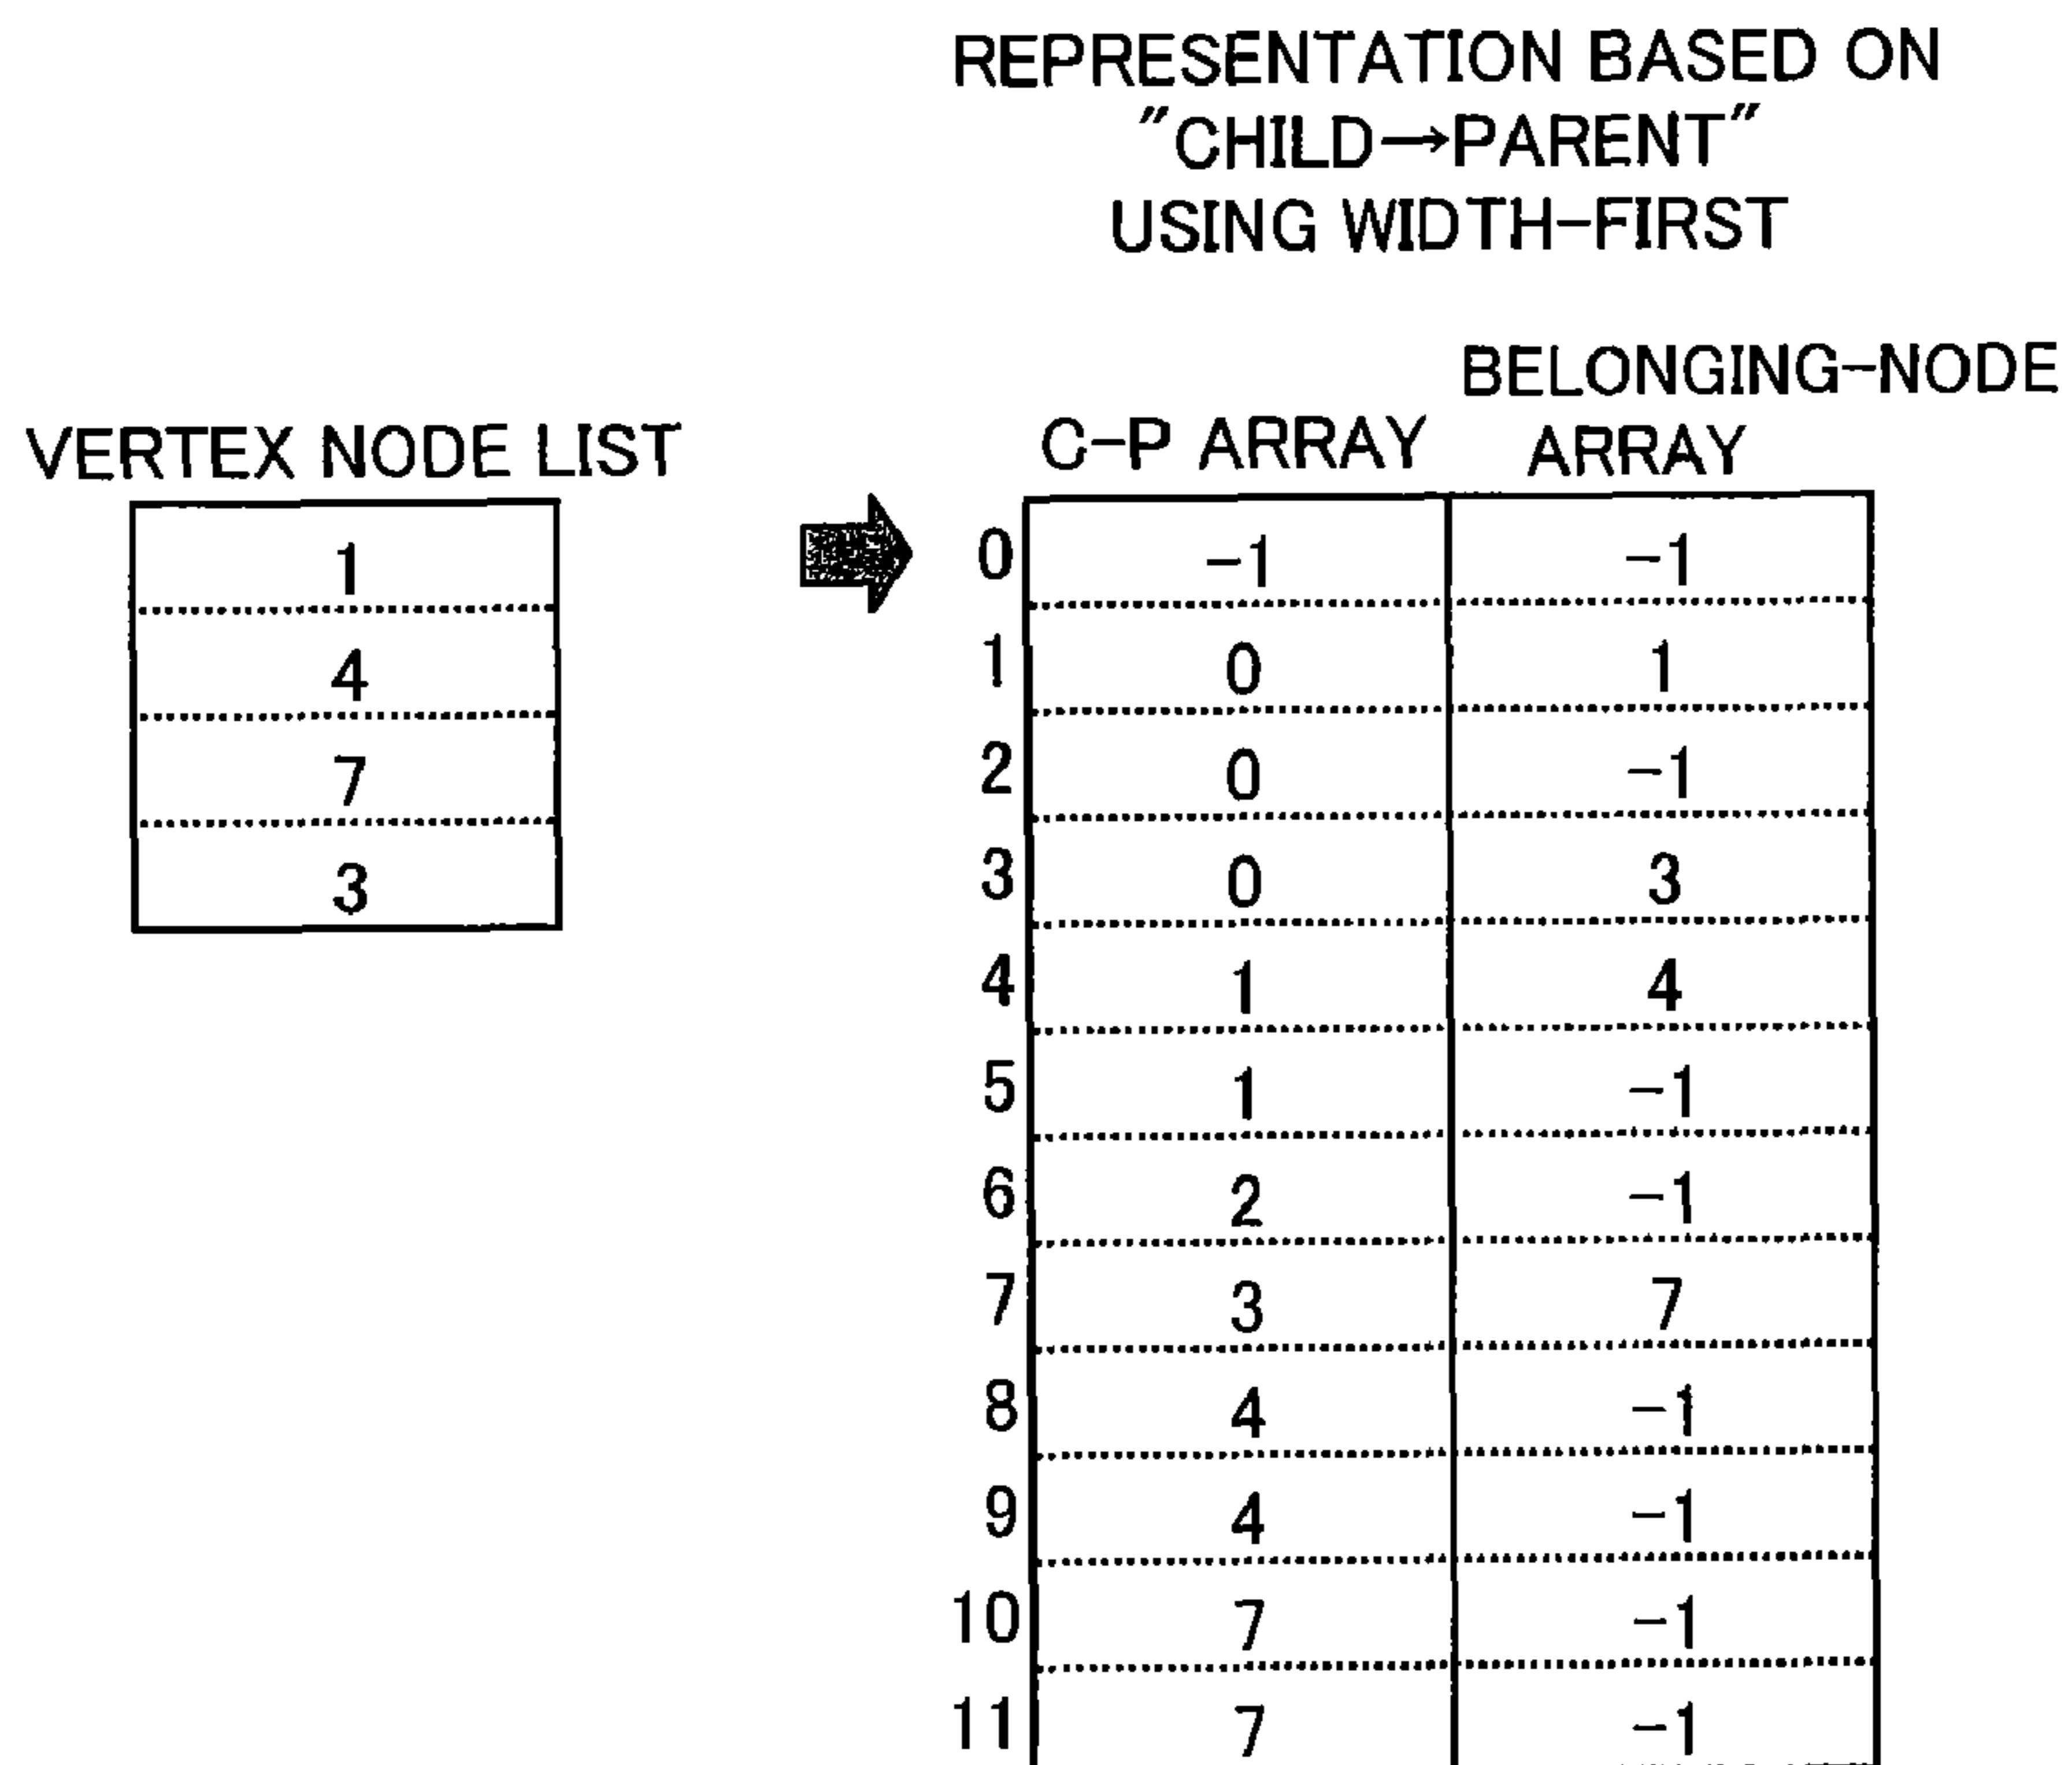 REPRESENTATION BASED ON
"CHILD→PARENT"
USING WIDTH-FIRST
VERTEX NODE LIST
1
4
7
3
C-P ARRAY
BELONGING-NODE
ARRAY
0 -1 -1
1 0 1
2 0 -1
3 0 3
4 1 4
5 1 -1
6 2 -1
7 3 7
8 4 -1
9 4 -1
10 7 -1
11 7 -1